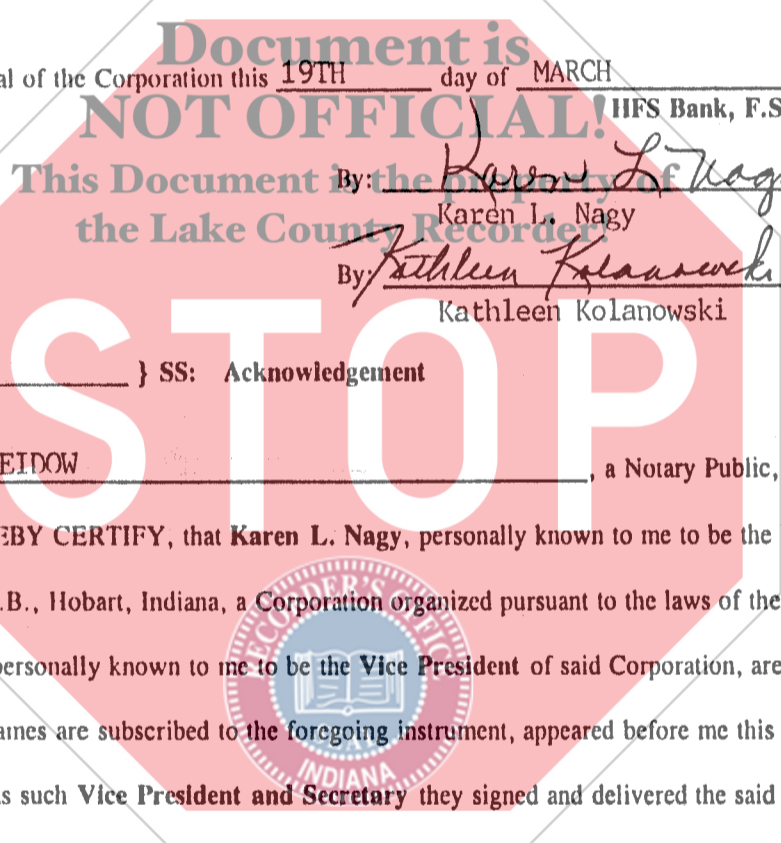 Document is
al of the Corporation this 19TH day of MARCH
NOT OFFICIAL!
HFS Bank, F.S
This Document is the property of
By: Karen L. Nag
Karen L. Nagy
the Lake County Recorder!
By: Kathleen Kolanowski
Kathleen Kolanowski
STOP
} SS: Acknowledgement
EIDOW , a Notary Public,
EBY CERTIFY, that Karen L. Nagy, personally known to me to be the
.B., Hobart, Indiana, a Corporation organized pursuant to the laws of the
personally known to me to be the Vice President of said Corporation, are
ames are subscribed to the foregoing instrument, appeared before me this
s such Vice President and Secretary they signed and delivered the said
RECORDER'S OFFICE
SEAL
INDIANA